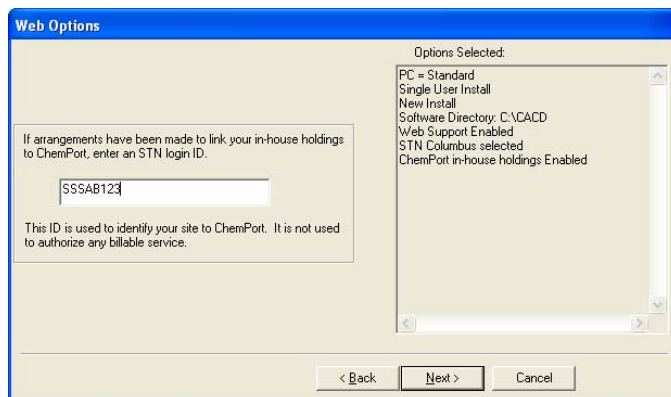 Web Options
Options Selected:
PC = Standard
Single User Install
New Install
Software Directory: C:\CACD
Web Support Enabled
STN Columbus selected
ChemPort in-house holdings Enabled
If arrangements have been made to link your in-house holdings
to ChemPort, enter an STN login ID.
SSSAB123
This ID is used to identify your site to ChemPort. It is not used
to authorize any billable service.
< Back
Next >
Cancel